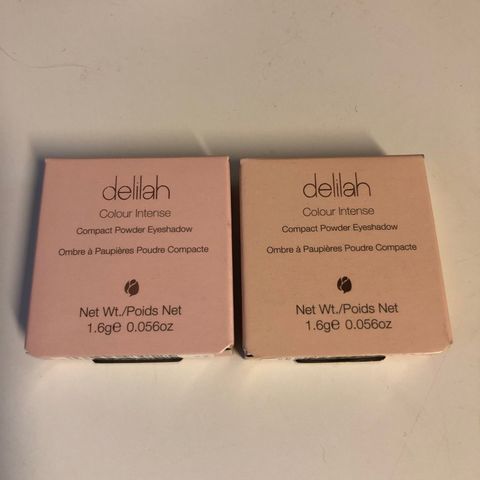 delilah
Colour Intense
Compact Powder Eyeshadow
Ombre à Paupières Poudre Compacte
Net Wt./Poids Net
1.6g℮ 0.056oz
delilah
Colour Intense
Compact Powder Eyeshadow
Ombre à Paupières Poudre Compacte
Net Wt./Poids Net
1.6g℮ 0.056oz